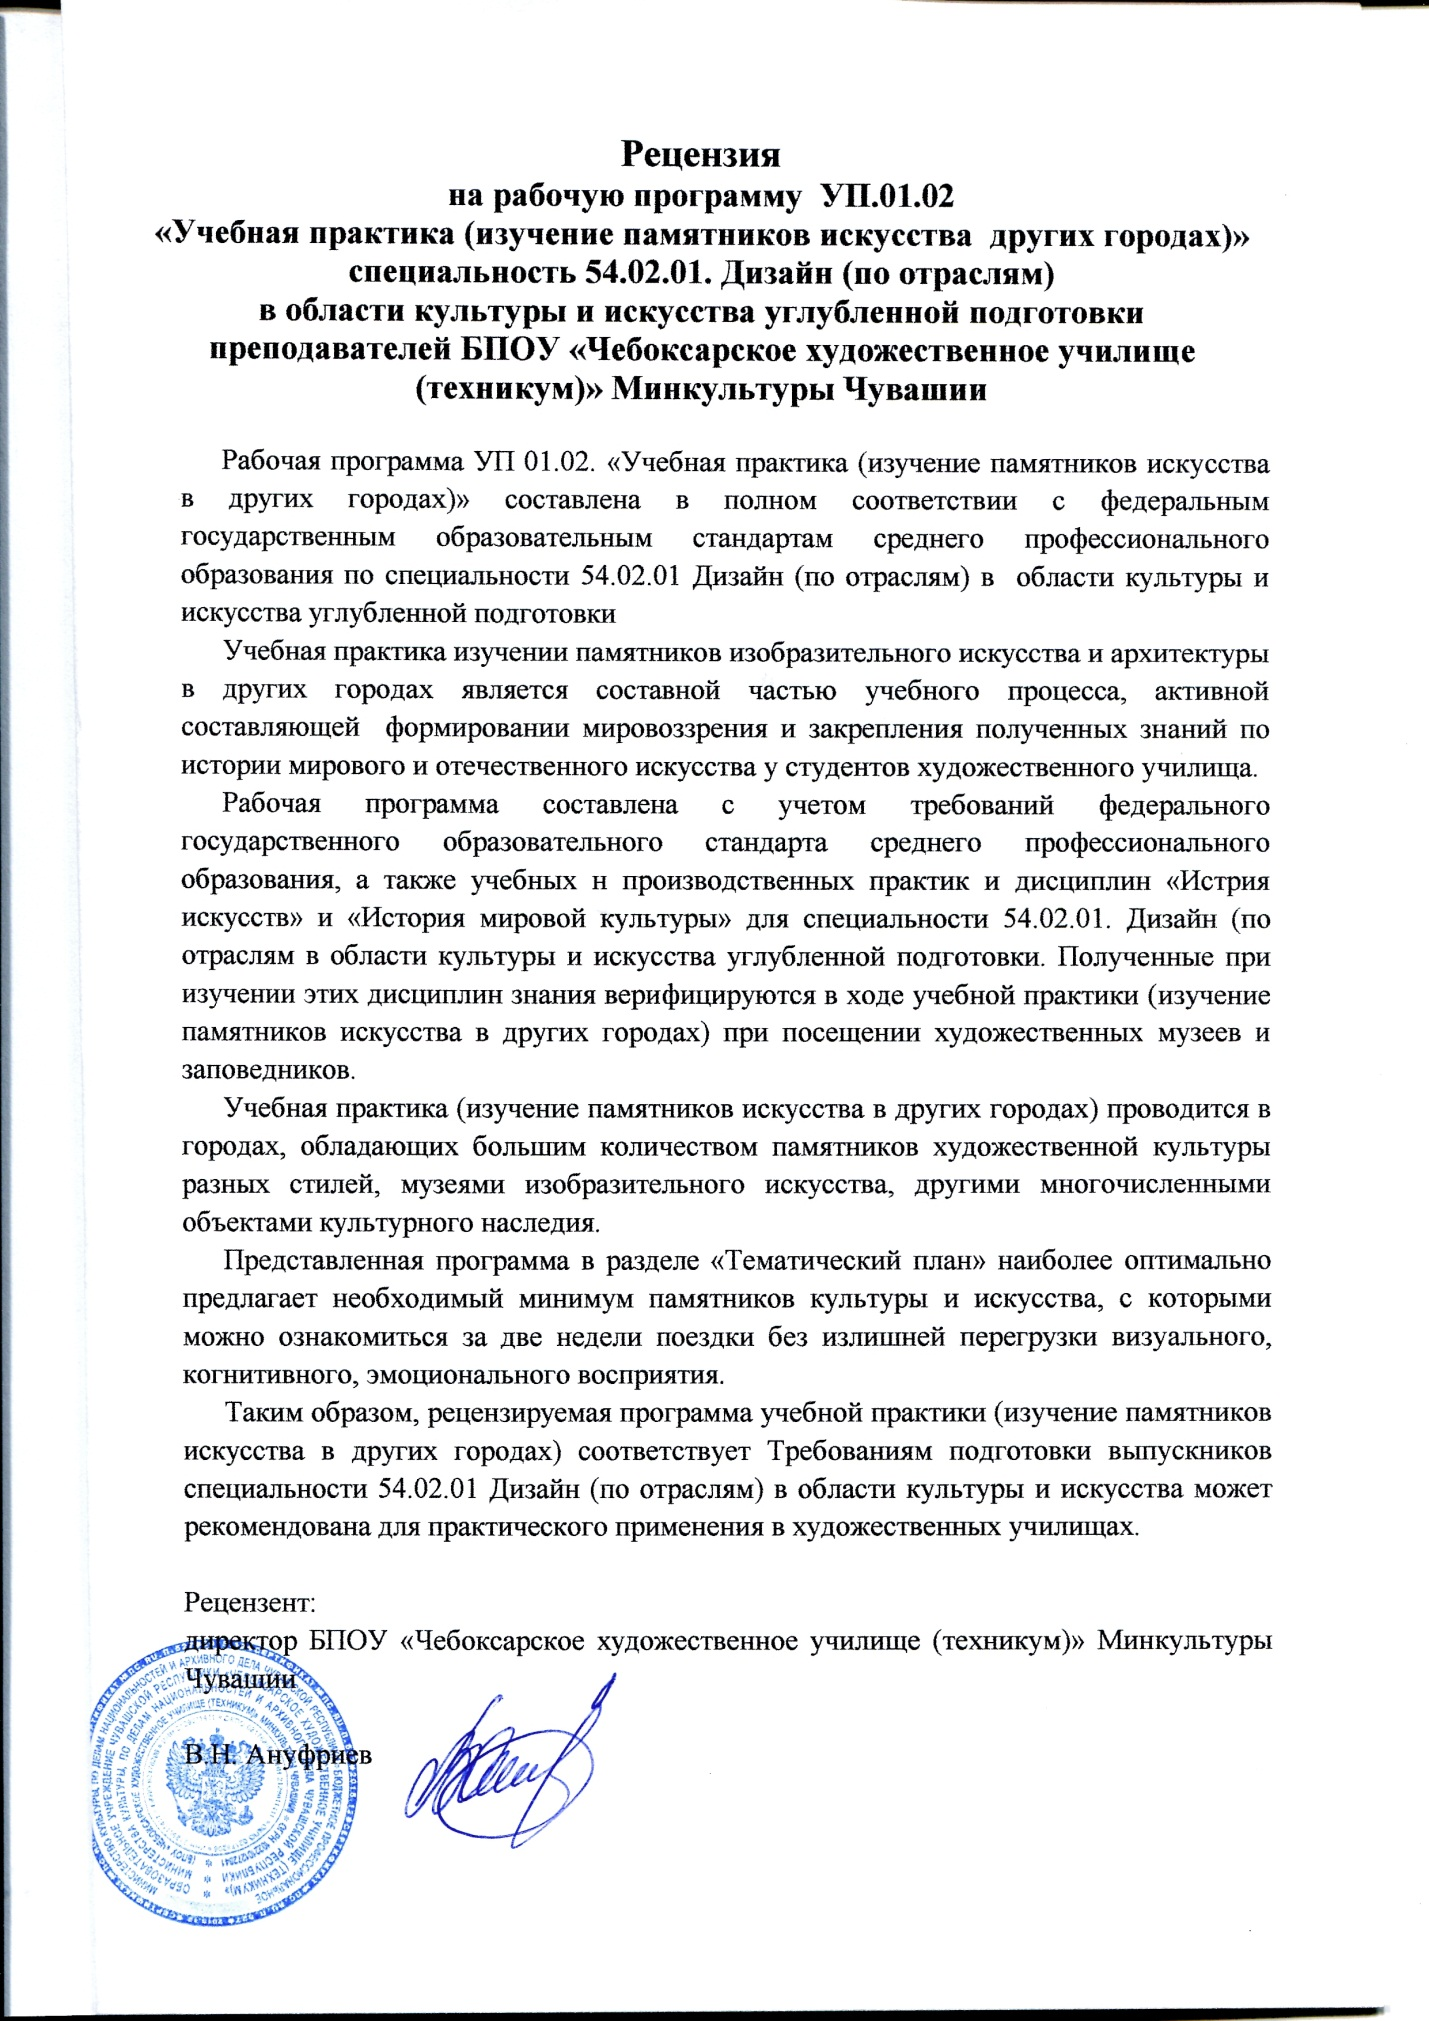 Рецензия
на рабочую программу УП.01.02
«Учебная практика (изучение памятников искусства других городах)»
специальность 54.02.01. Дизайн (по отраслям)
в области культуры и искусства углубленной подготовки
преподавателей БПОУ «Чебоксарское художественное училище
(техникум)» Минкультуры Чувашии
Рабочая программа УП 01.02. «Учебная практика (изучение памятников искусства
в других городах)» составлена в полном соответствии с федеральным
государственным образовательным стандартам среднего профессионального
образования по специальности 54.02.01 Дизайн (по отраслям) в области культуры и
искусства углубленной подготовки
Учебная практика изучении памятников изобразительного искусства и архитектуры
в других городах является составной частью учебного процесса, активной
составляющей формировании мировоззрения и закрепления полученных знаний по
истории мирового и отечественного искусства у студентов художественного училища.
Рабочая программа составлена с учетом требований федерального
государственного образовательного стандарта среднего профессионального
образования, а также учебных н производственных практик и дисциплин «Истрия
искусств» и «История мировой культуры» для специальности 54.02.01. Дизайн (по
отраслям в области культуры и искусства углубленной подготовки. Полученные при
изучении этих дисциплин знания верифицируются в ходе учебной практики (изучение
памятников искусства в других городах) при посещении художественных музеев и
заповедников.
Учебная практика (изучение памятников искусства в других городах) проводится в
городах, обладающих большим количеством памятников художественной культуры
разных стилей, музеями изобразительного искусства, другими многочисленными
объектами культурного наследия.
Представленная программа в разделе «Тематический план» наиболее оптимально
предлагает необходимый минимум памятников культуры и искусства, с которыми
можно ознакомиться за две недели поездки без излишней перегрузки визуального,
когнитивного, эмоционального восприятия.
Таким образом, рецензируемая программа учебной практики (изучение памятников
искусства в других городах) соответствует Требованиям подготовки выпускников
специальности 54.02.01 Дизайн (по отраслям) в области культуры и искусства может
рекомендована для практического применения в художественных училищах.
Рецензент:
директор БПОУ «Чебоксарское художественное училище (техникум)» Минкультуры
Чувашии
В.Н. Ануфриев